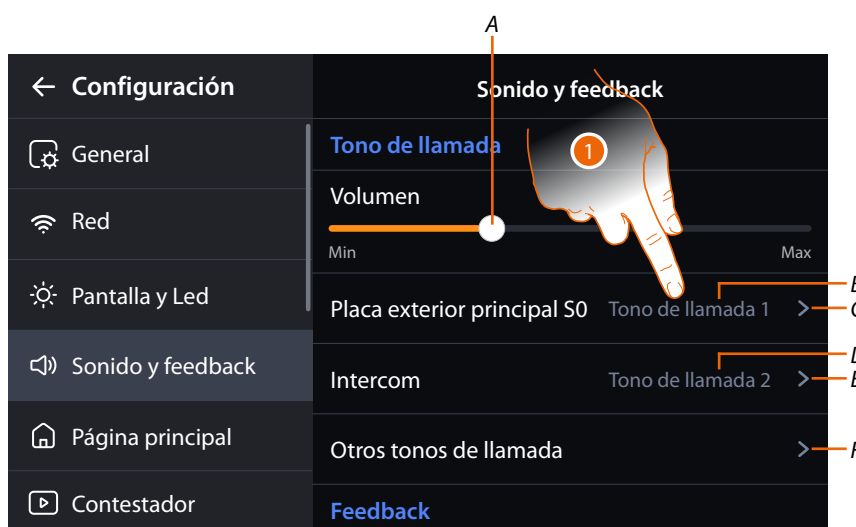 A
Configuración
Sonido y feedback
General
Red
Pantalla y Led
Sonido y feedback
Página principal
Contestador
Tono de llamada
1
Volumen
Min Max
Placa exterior principal S0 Tono de llamada 1
Intercom Tono de llamada 2
Otros tonos de llamada
Feedback